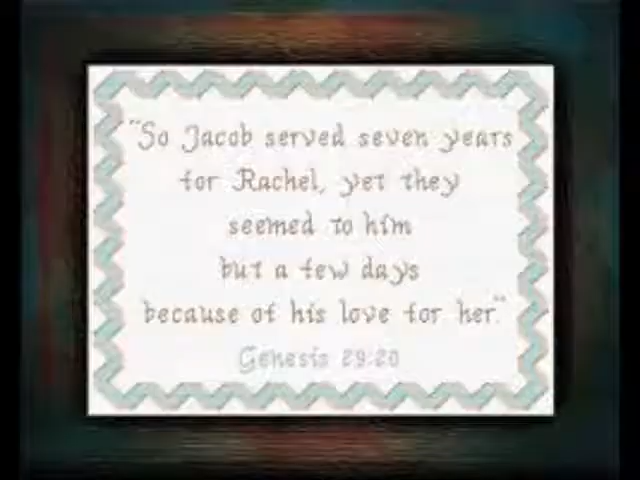 "So Jacob served seven years
for Rachel, yet they
seemed to him
but a few days
because of his love for her."
Genesis 29:20